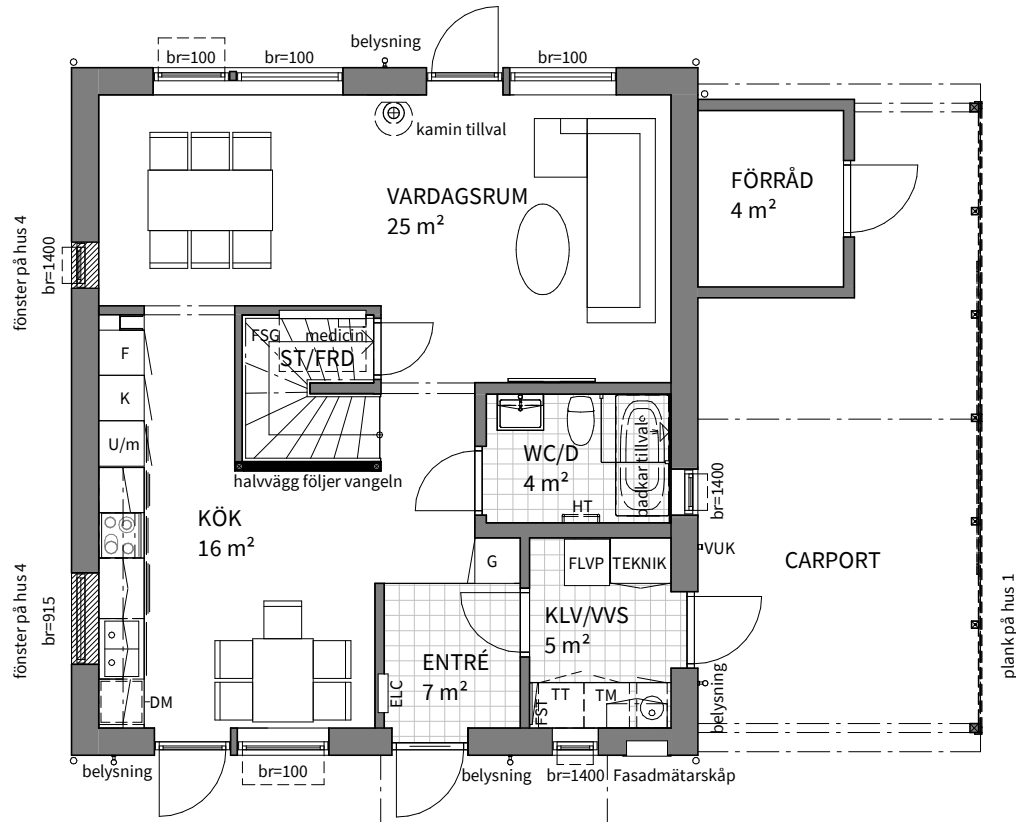 belysning
br=100
br=100
br=100
kamin tillval
VARDAGSRUM
25 m²
FÖRRÅD
4 m²
fönster på hus 4
br=1400
FSG
medicin
ST/FRD
F
K
U/m
halvvägg följer vangeln
WC/D
4 m²
badkar tillval
HT
br=1400
KÖK
16 m²
VUK
CARPORT
G
FLVP
TEKNIK
fönster på hus 4
br=915
KLV/VVS
5 m²
plank på hus 1
ENTRÉ
7 m²
ELC
DM
FST
TT
TM
belysning
belysning
br=100
belysning
br=1400
Fasadmätarskåp